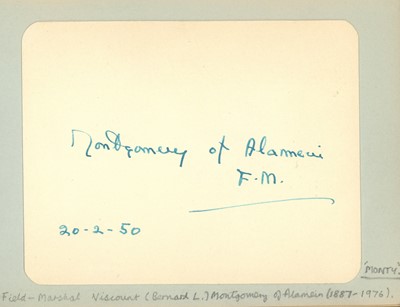 Montgomery of Alamein
F.M.
20-2-50
'MONTY'
Field-Marshal Viscount (Bernard L.) Montgomery of Alamein (1887-1976).